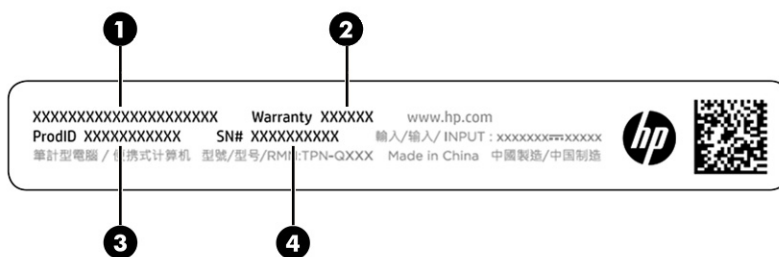 1 2
XXXXXXXXXXXXXXXXXXXXX Warranty XXXXXX www.hp.com
ProdID XXXXXXXXXXX SN# XXXXXXXXXX 輸入/输入/ INPUT : xxxxxxx⎓xxxxx
筆計型電腦 / 便携式计算机 型號/型号/RMN:TPN-QXXX Made in China 中國製造/中国制造
hp
3 4